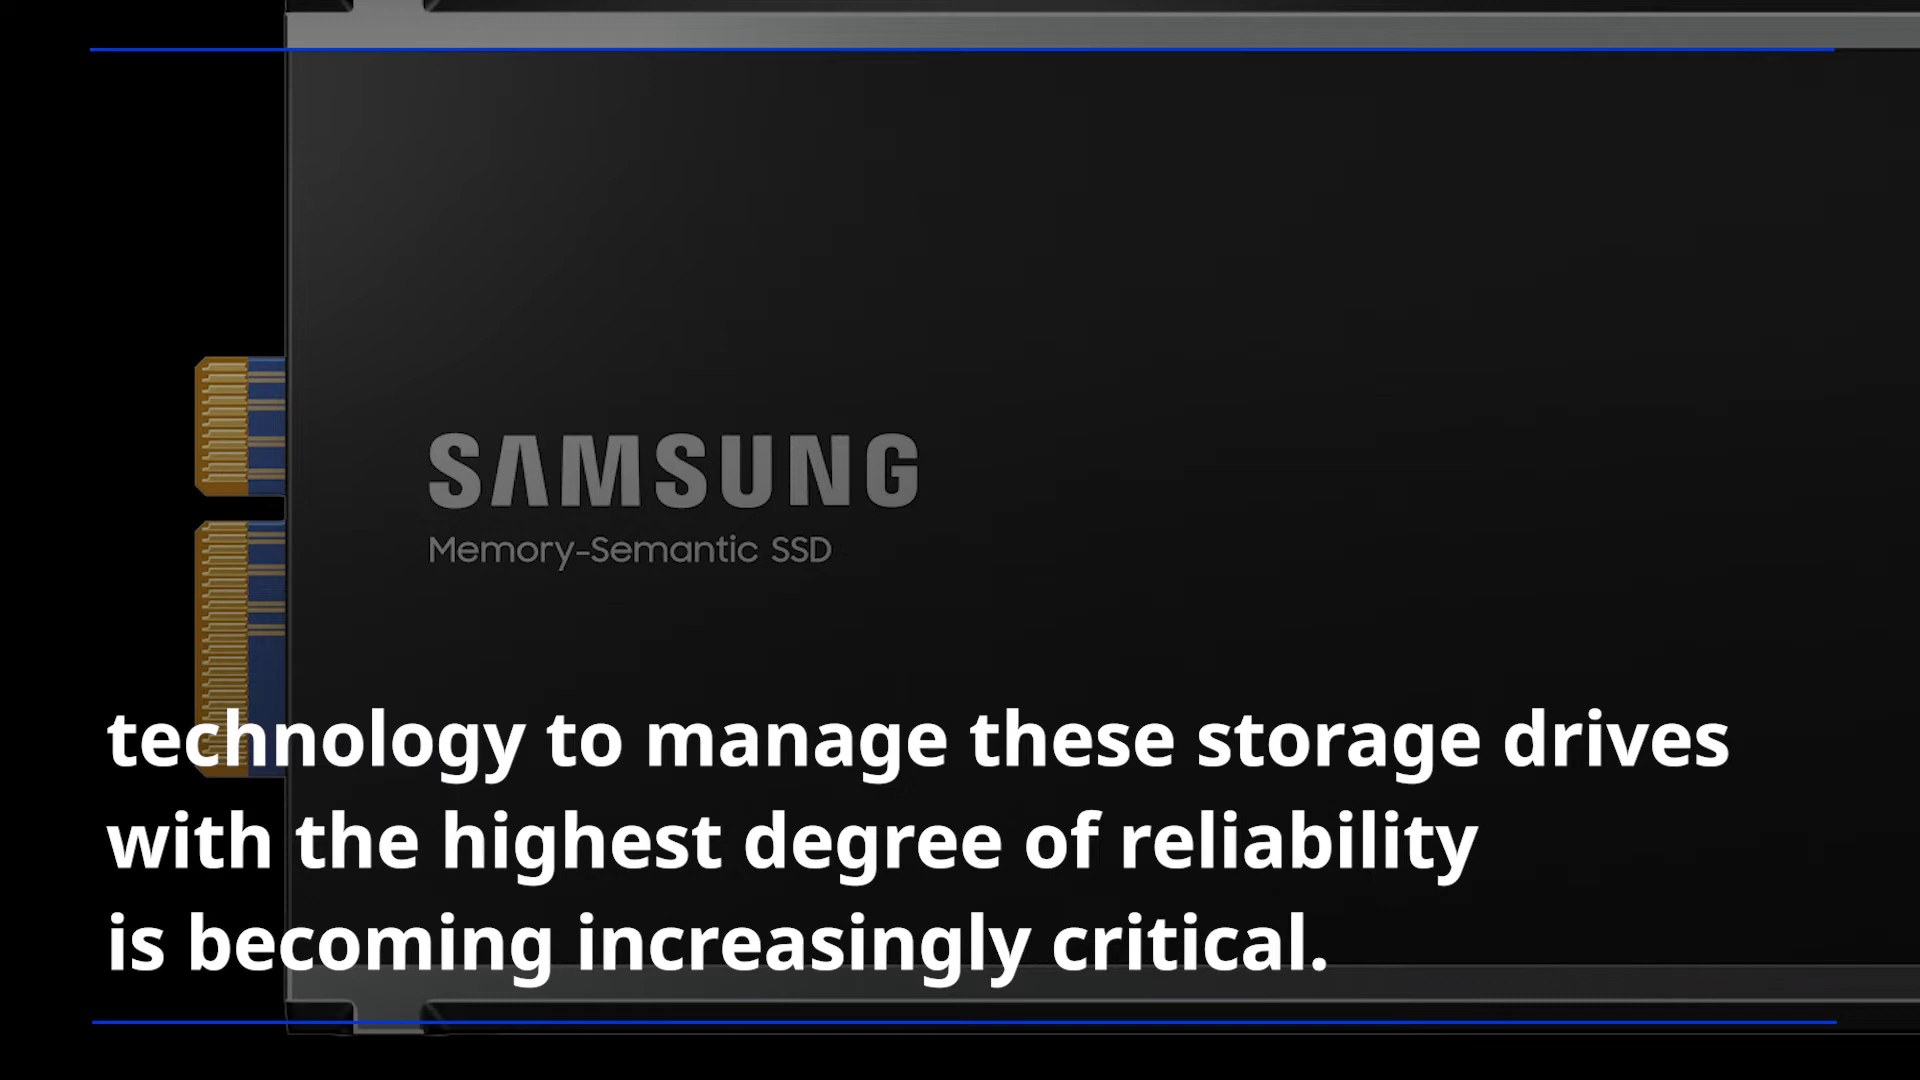 SAMSUNG
Memory-Semantic SSD
technology to manage these storage drives
with the highest degree of reliability
is becoming increasingly critical.